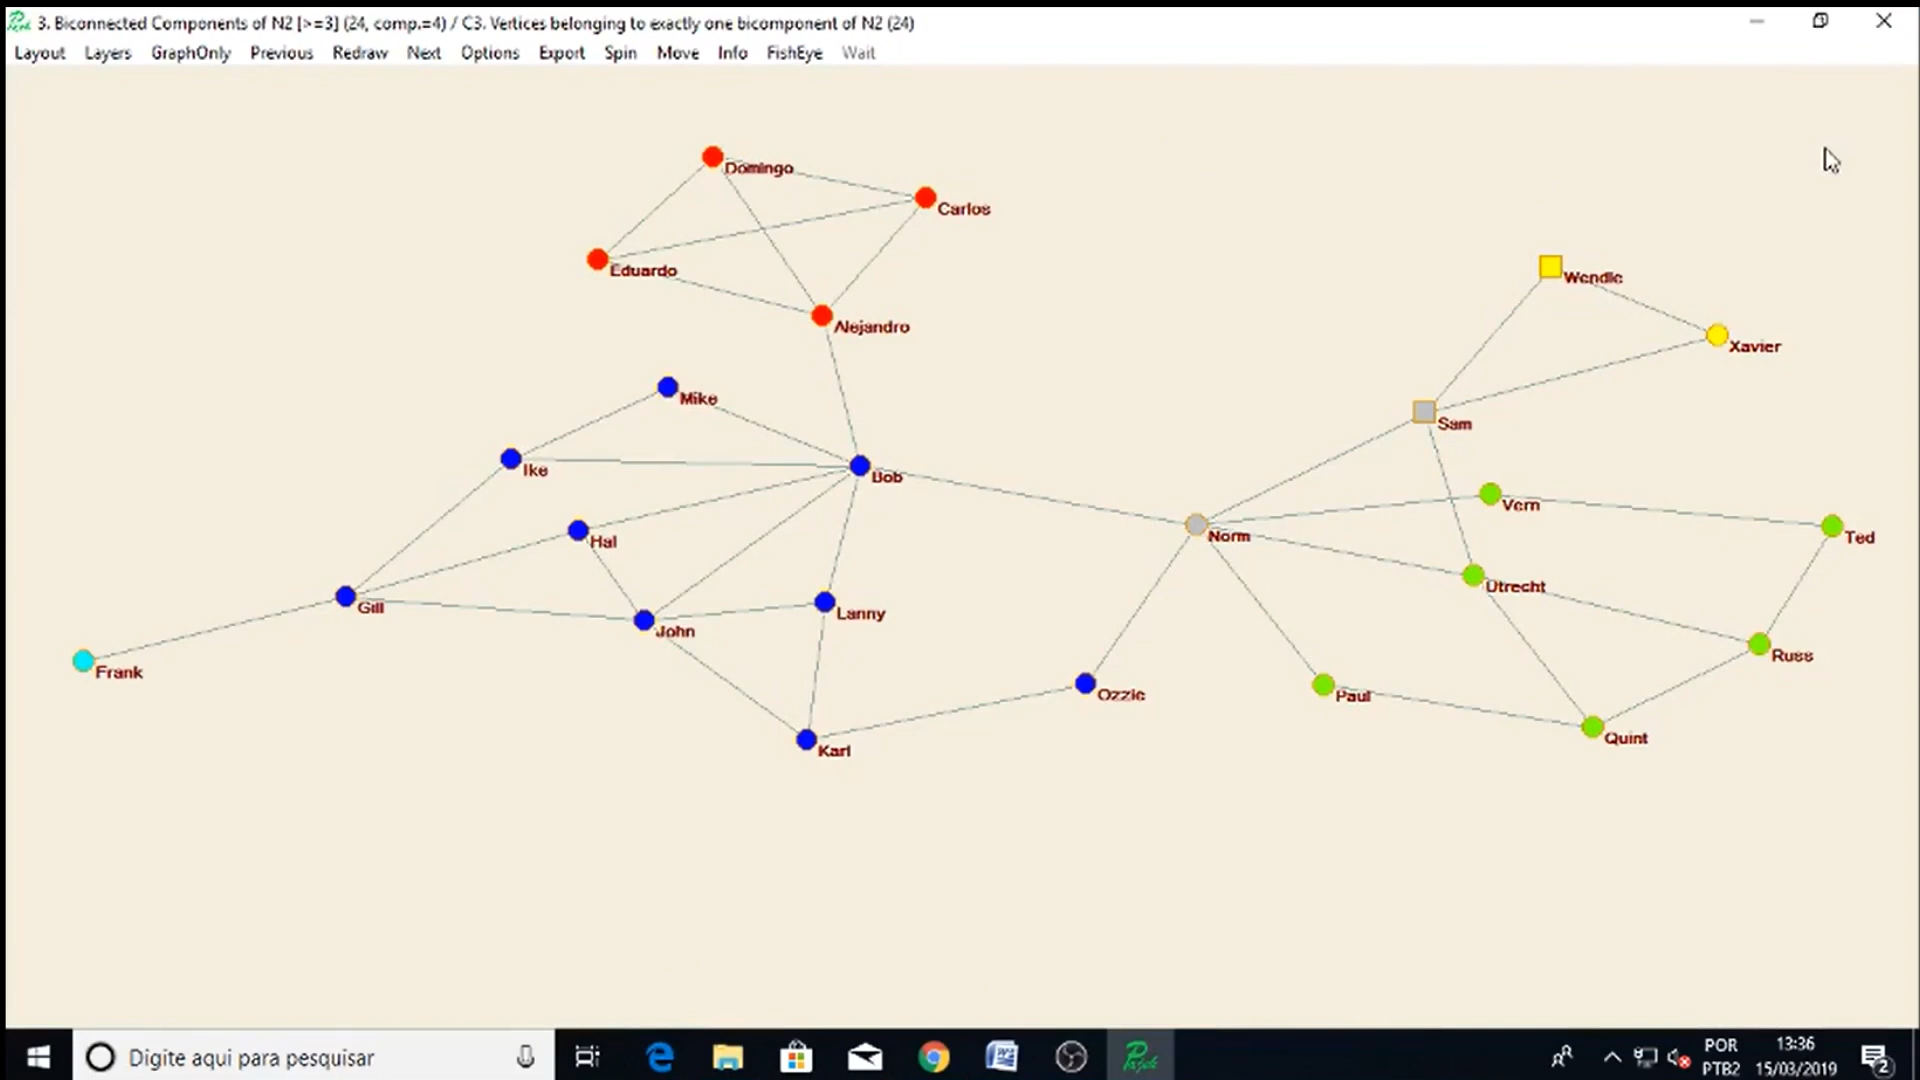 3. Biconnected Components of N2 [>=3] (24, comp.=4) / C3. Vertices belonging to exactly one bicomponent of N2 (24)
Layout Layers GraphOnly Previous Redraw Next Options Export Spin Move Info FishEye Wait
Domingo
Carlos
Eduardo
Wendle
Alejandro
Xavier
Mike
Sam
Ike
Bob
Vern
Norm
Ted
Hal
Utrecht
Gill
Lanny
John
Russ
Frank
Ozzie
Paul
Quint
Karl
Digite aqui para pesquisar
POR
PTB2
13:36
15/03/2019
2